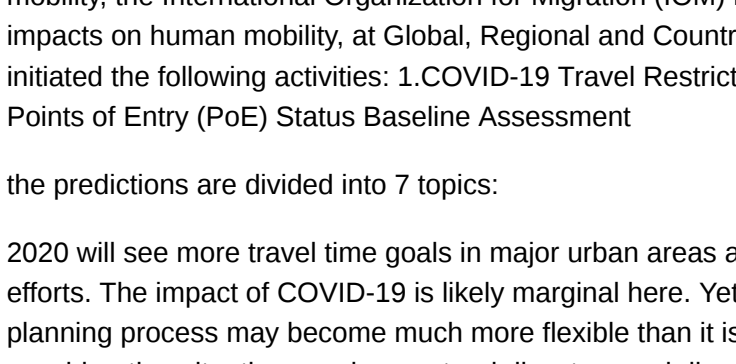 mobility, the International Organization for Migration (IOM)
impacts on human mobility, at Global, Regional and Countr
initiated the following activities: 1.COVID-19 Travel Restrict
Points of Entry (PoE) Status Baseline Assessment
the predictions are divided into 7 topics:
2020 will see more travel time goals in major urban areas a
efforts. The impact of COVID-19 is likely marginal here. Yet
planning process may become much more flexible than it is